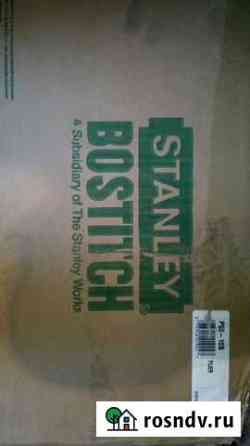 STANLEY®
BOSTITCH
A Subsidiary of The Stanley Works
rosndv.ru